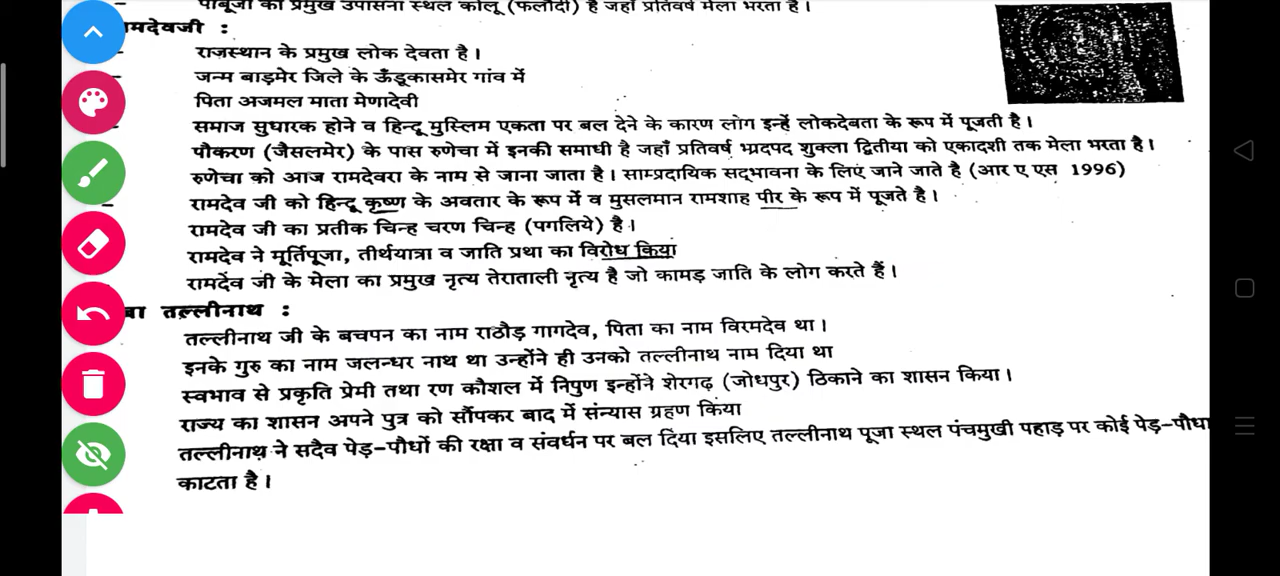 पाबूजी का प्रमुख उपासना स्थल कोलू (फलौदी) है जहाँ प्रतिवर्ष मेला भरता है।
मदेवजी :
राजस्थान के प्रमुख लोक देवता है।
जन्म बाड़मेर जिले के ऊँडूकासमेर गांव में
पिता अजमल माता मेणादेवी
समाज सुधारक होने व हिन्दू मुस्लिम एकता पर बल देने के कारण लोग इन्हें लोकदेबता के रूप में पूजती है।
पौकरण (जैसलमेर) के पास रुणेचा में इनकी समाधी है जहाँ प्रतिवर्ष भाद्रपद शुक्ला द्वितीया को एकादशी तक मेला भरता है।
रुणेचा को आज रामदेवरा के नाम से जाना जाता है। साम्प्रदायिक सद्भावना के लिए जाने जाते है (आर ए एस 1996)
रामदेव जी को हिन्दू कृष्ण के अवतार के रूप में व मुसलमान रामशाह पीर के रूप में पूजते है।
रामदेव जी का प्रतीक चिन्ह चरण चिन्ह (पगलिये) है।
रामदेव ने मूर्तिपूजा, तीर्थयात्रा व जाति प्रथा का विरोध किया
रामदेव जी के मेला का प्रमुख नृत्य तेराताली नृत्य है जो कामड़ जाति के लोग करते हैं।
बा तल्लीनाथ :
तल्लीनाथ जी के बचपन का नाम राठौड़ गागदेव, पिता का नाम विरमदेव था।
इनके गुरु का नाम जलन्धर नाथ था उन्होंने ही उनको तल्लीनाथ नाम दिया था
स्वभाव से प्रकृति प्रेमी तथा रण कौशल में निपुण इन्होंने शेरगढ़ (जोधपुर) ठिकाने का शासन किया।
राज्य का शासन अपने पुत्र को सौंपकर बाद में संन्यास ग्रहण किया
तल्लीनाथ ने सदैव पेड़-पौधों की रक्षा व संवर्धन पर बल दिया इसलिए तल्लीनाथ पूजा स्थल पंचमुखी पहाड़ पर कोई पेड़-पौधा
काटता है।